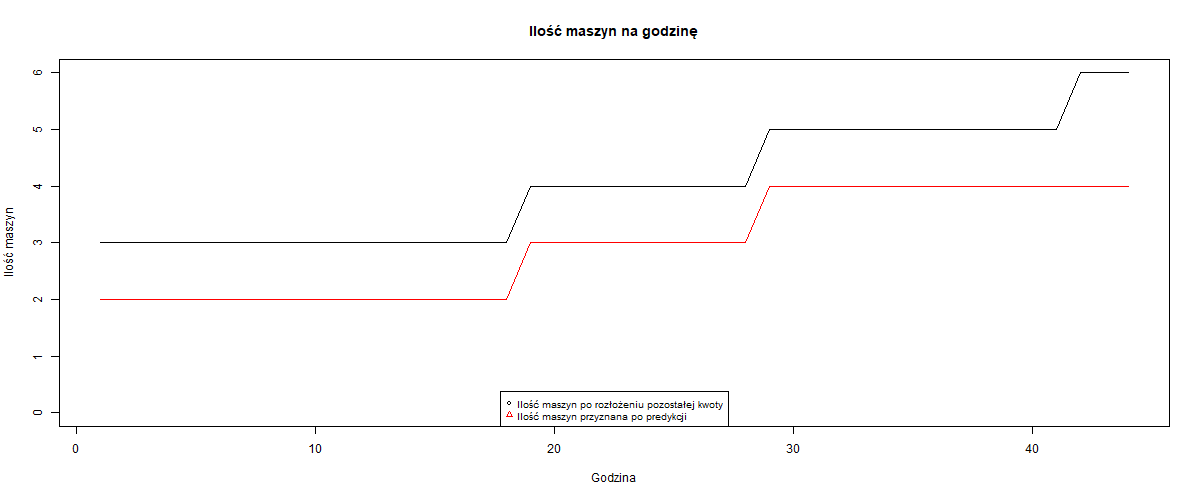 Ilość maszyn na godzinę
Ilość maszyn
6
5
4
3
2
1
0
Ilość maszyn po rozłożeniu pozostałej kwoty
Ilość maszyn przyznana po predykcji
0 10 20 30 40
Godzina